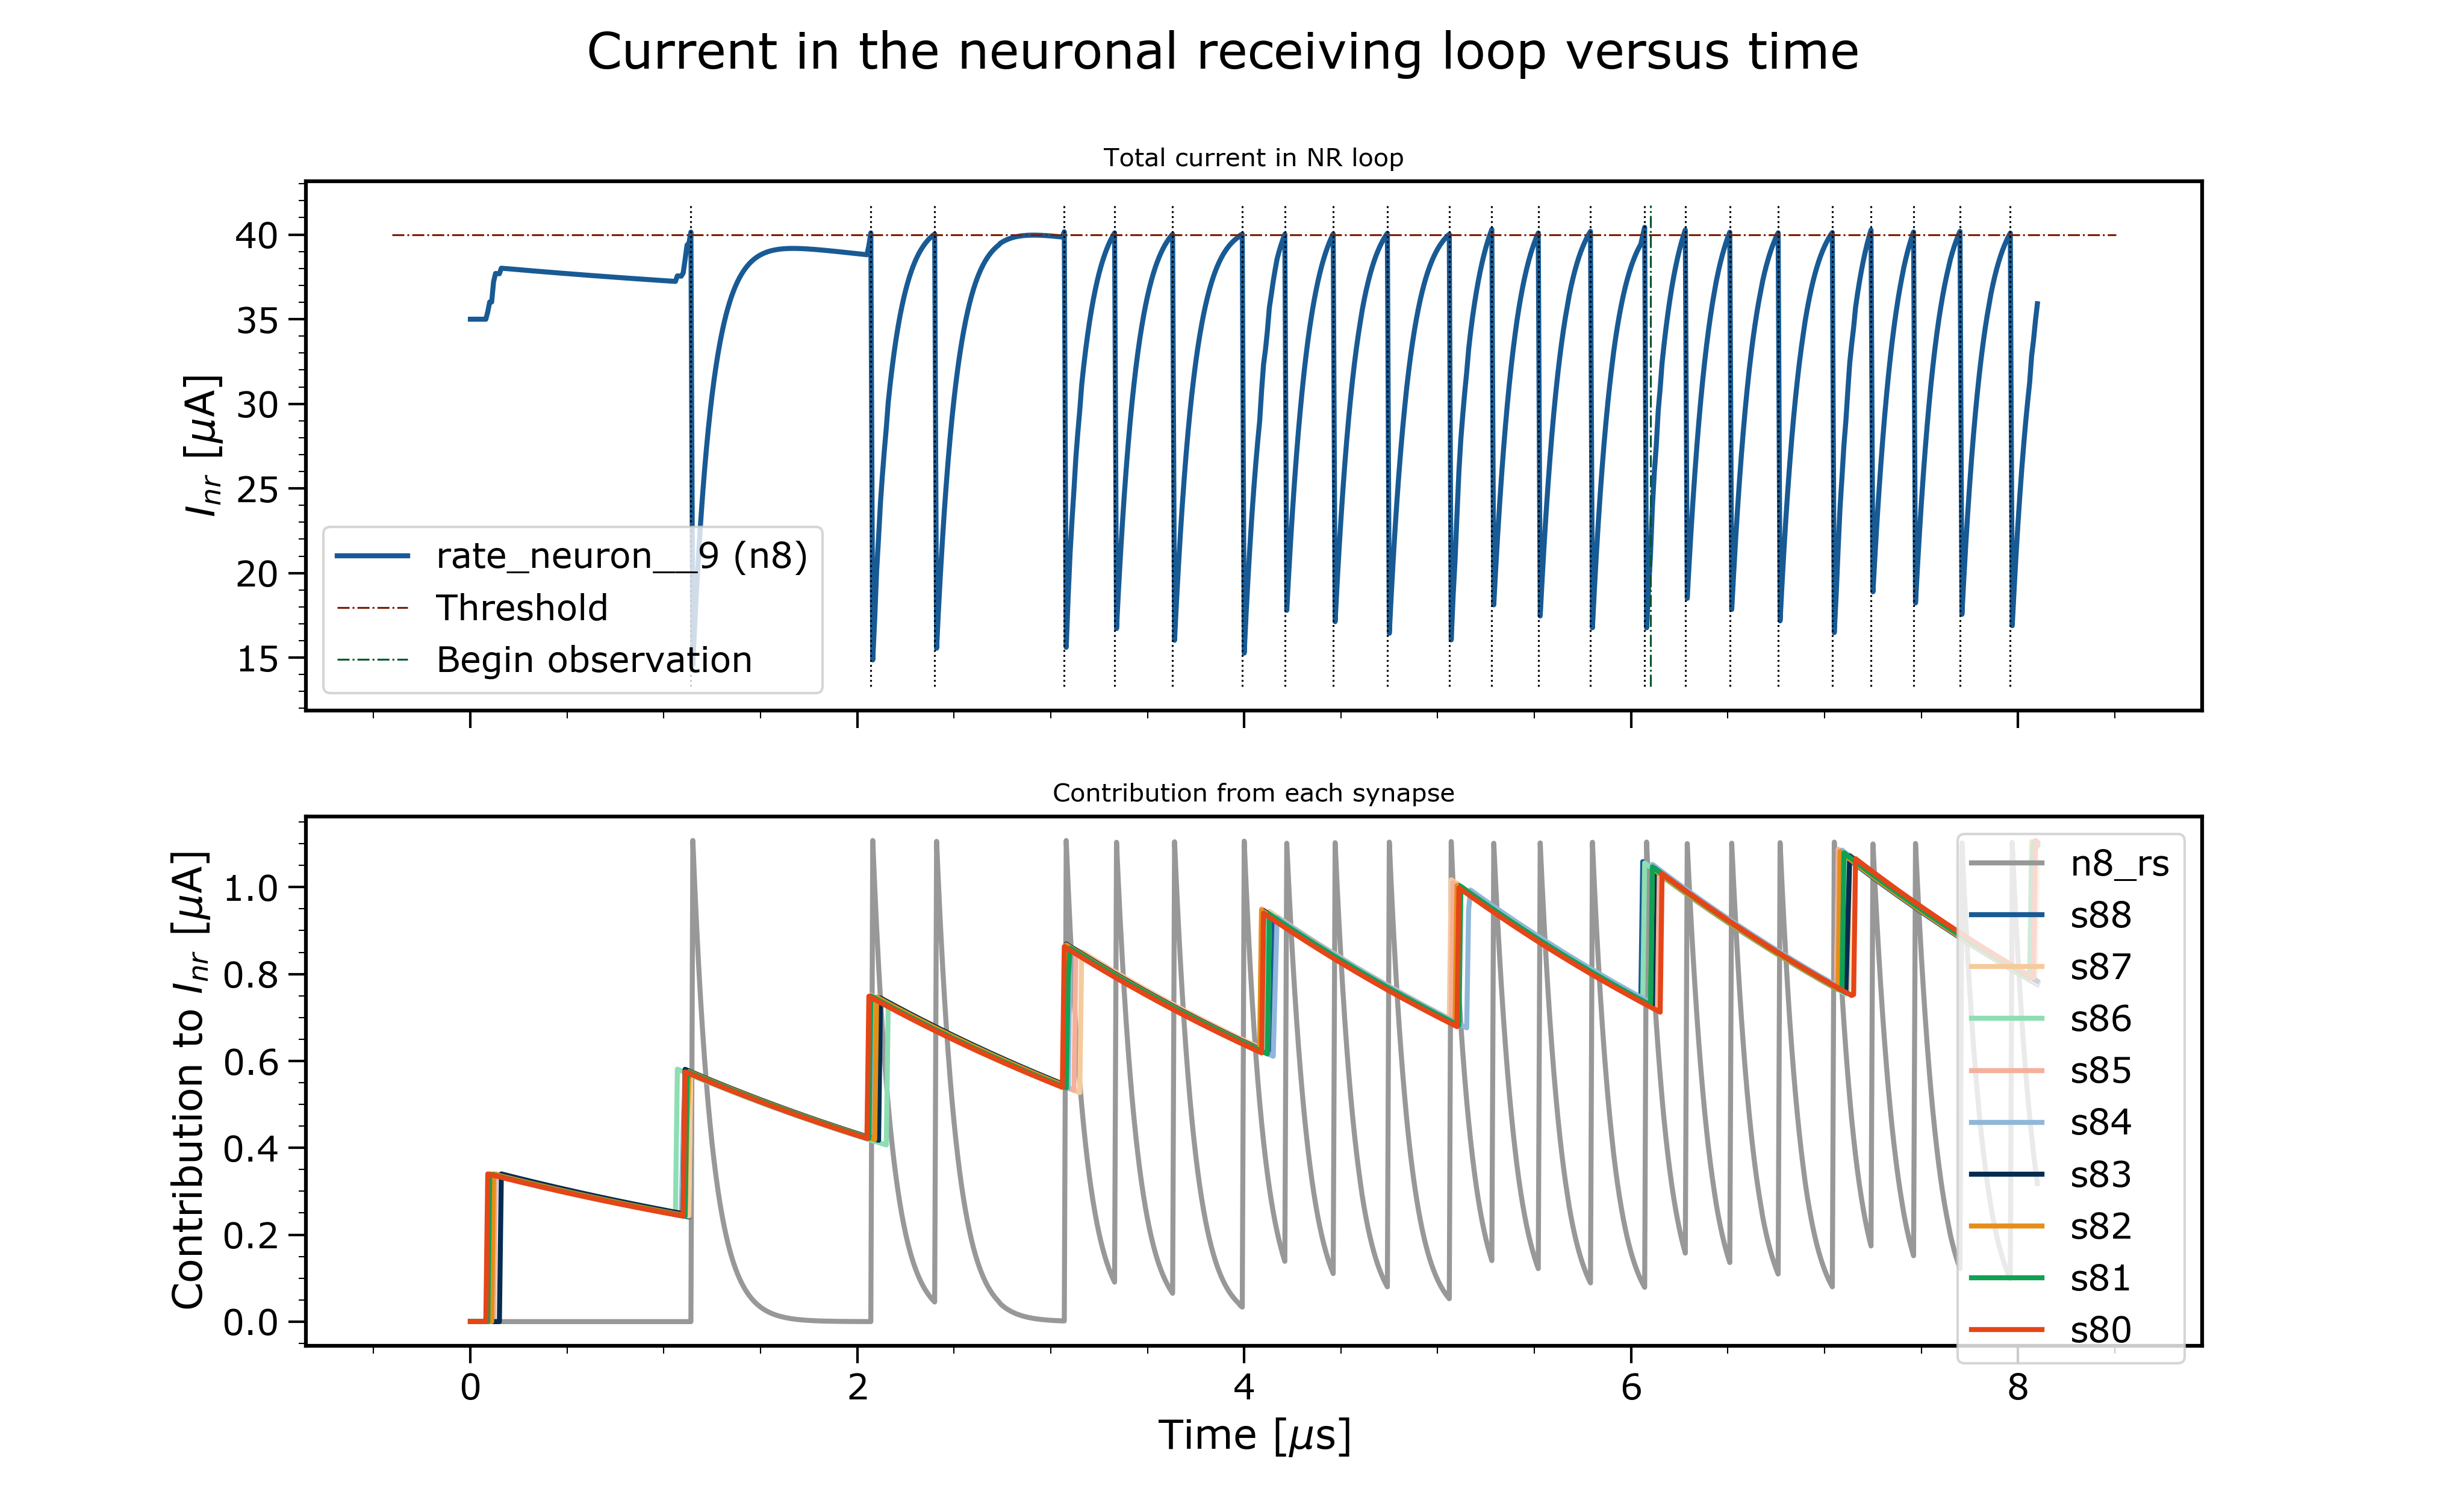 Current in the neuronal receiving loop versus time
Total current in NR loop
40
35
30
25
20
15
I_nr [μA]
rate_neuron__9 (n8)
Threshold
Begin observation
Contribution from each synapse
1.0
0.8
0.6
0.4
0.2
0.0
Contribution to I_nr [μA]
n8_rs
s88
s87
s86
s85
s84
s83
s82
s81
s80
0 2 4 6 8
Time [μs]